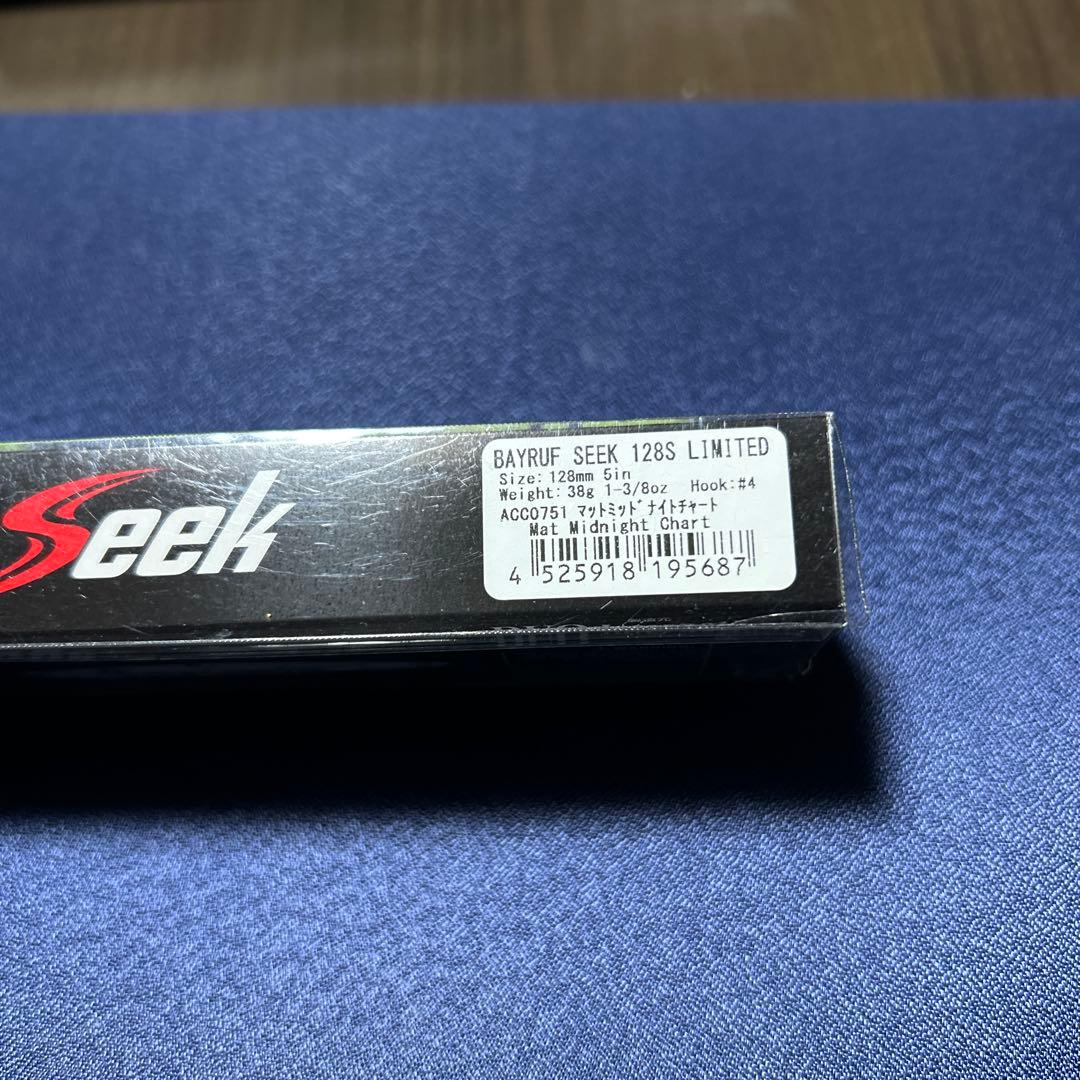 Seek
BAYRUF SEEK 128S LIMITED
Size: 128mm 5in
Weight: 38g 1-3/8oz Hook:#4
ACC0751 マットミッドナイトチャート
Mat Midnight Chart
4 525918 195687